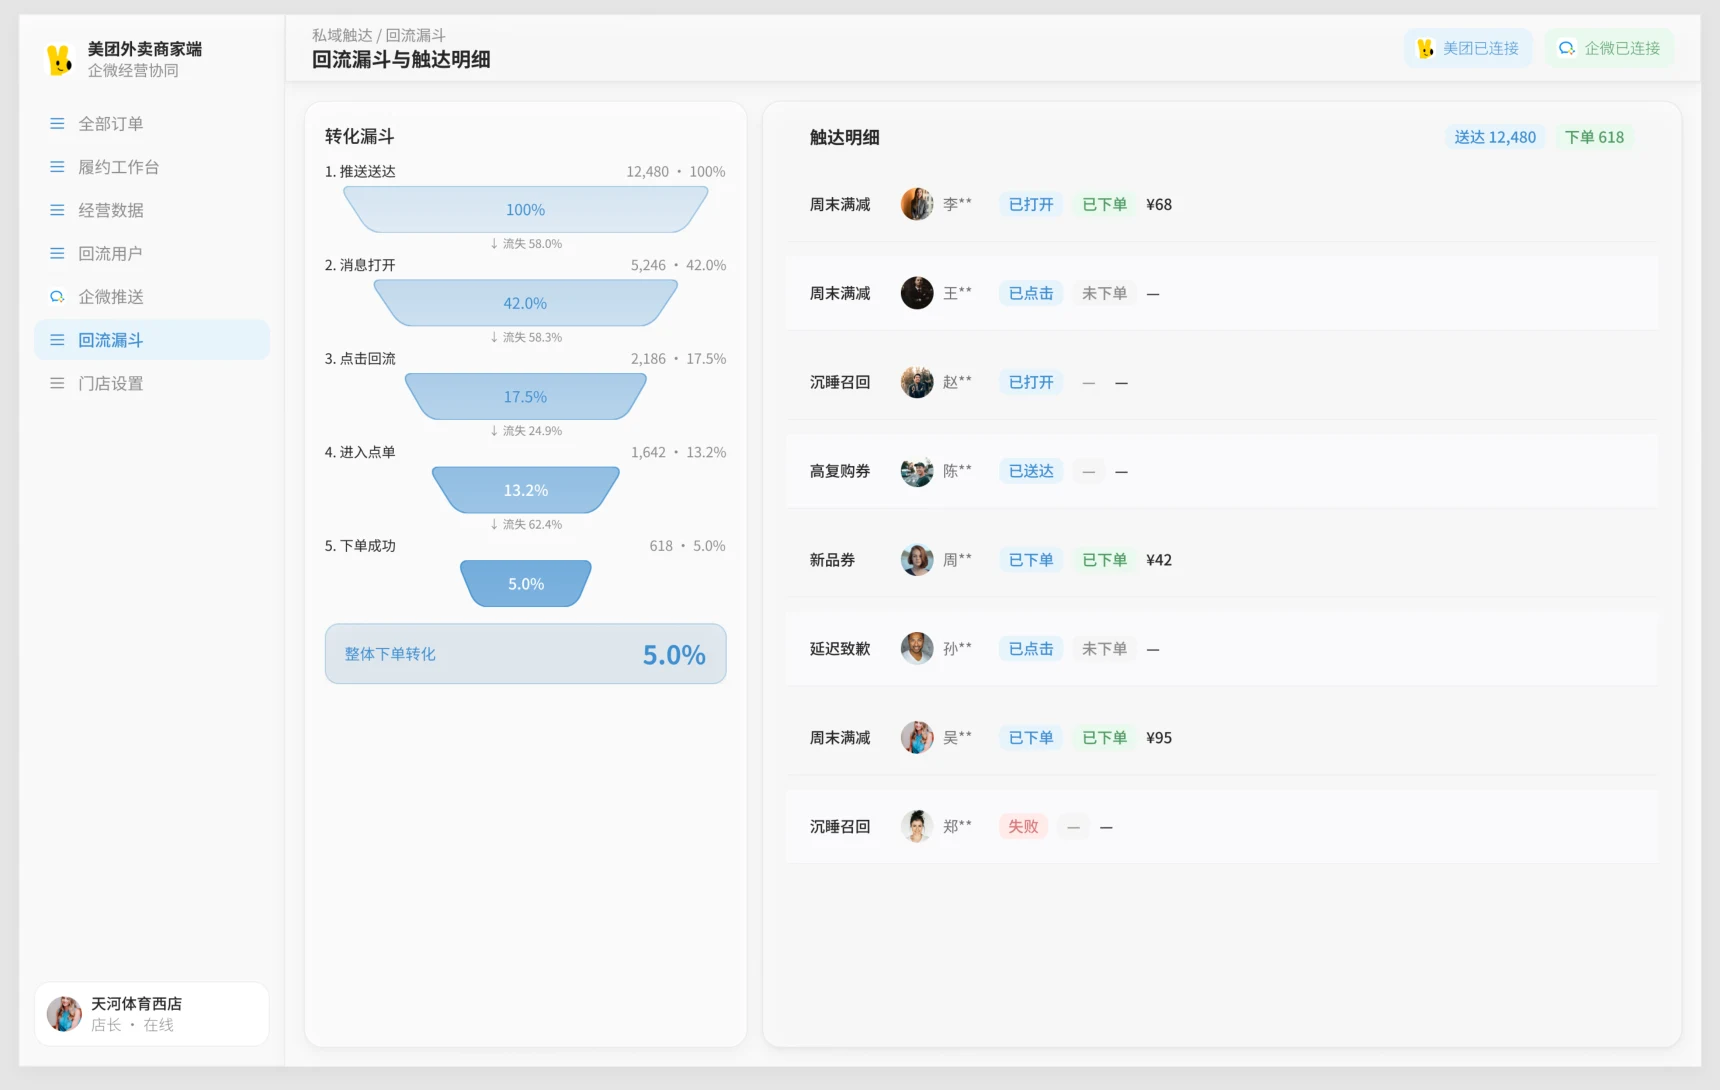 美团外卖商家端
企微经营协同
全部订单
履约工作台
经营数据
回流用户
企微推送
回流漏斗
门店设置
天河体育西店
店长 • 在线
私域触达 / 回流漏斗
回流漏斗与触达明细
美团已连接
企微已连接
转化漏斗
1. 推送送达 12,480 • 100%
100%
↓ 流失 58.0%
2. 消息打开 5,246 • 42.0%
42.0%
↓ 流失 58.3%
3. 点击回流 2,186 • 17.5%
17.5%
↓ 流失 24.9%
4. 进入点单 1,642 • 13.2%
13.2%
↓ 流失 62.4%
5. 下单成功 618 • 5.0%
5.0%
整体下单转化 5.0%
触达明细 送达 12,480 下单 618
周末满减 李** 已打开 已下单 ¥68
周末满减 王** 已点击 未下单 —
沉睡召回 赵** 已打开 — —
高复购券 陈** 已送达 — —
新品券 周** 已下单 已下单 ¥42
延迟致歉 孙** 已点击 未下单 —
周末满减 吴** 已下单 已下单 ¥95
沉睡召回 郑** 失败 — —